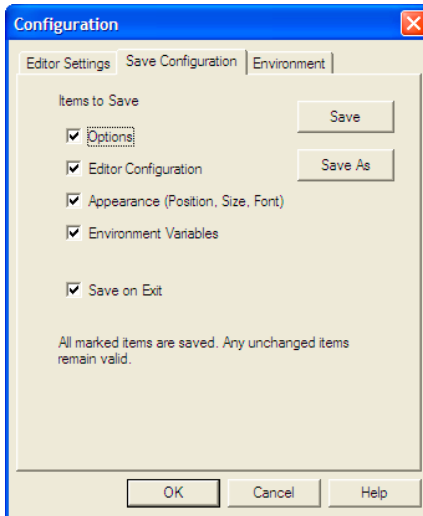 Configuration
Editor Settings
Save Configuration
Environment
Items to Save
Save
Options
Save As
Editor Configuration
Appearance (Position, Size, Font)
Environment Variables
Save on Exit
All marked items are saved. Any unchanged items
remain valid.
OK
Cancel
Help